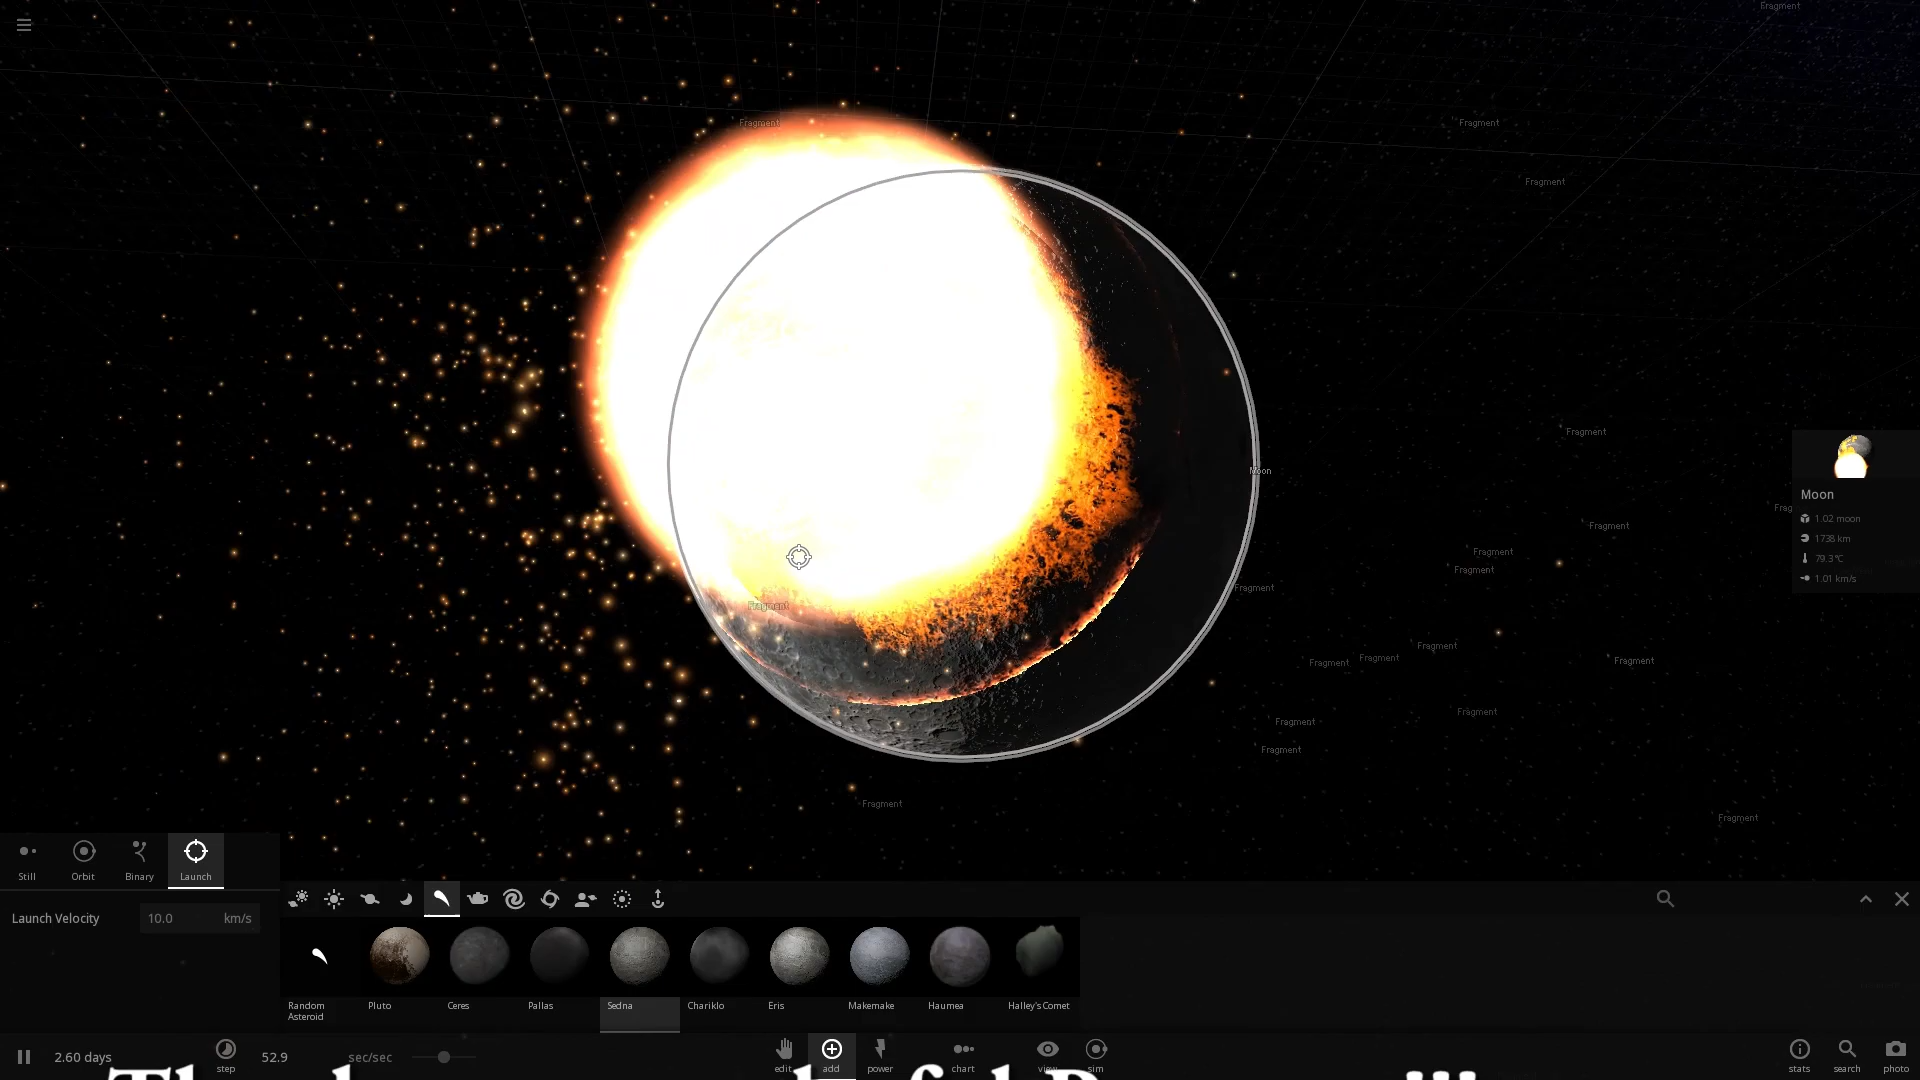 Fragment
Fragment
Fragment
Fragment
Fragment
Moon
Moon
1.02 moon
1738 km
79.3°C
1.01 km/s
Frag
Fragment
Fragment
Fragment
Fragment
Fragment
Fragment
Fragment
Fragment
Fragment
Fragment
Fragment
Fragment
Fragment
Fragment
Still
Orbit
Binary
Launch
Launch Velocity
10.0 km/s
Random Asteroid
Pluto
Ceres
Pallas
Sedna
Chariklo
Eris
Makemake
Haumea
Halley's Comet
2.60 days
step
52.9 sec/sec
edit
add
power
chart
view
sim
stats
search
photo